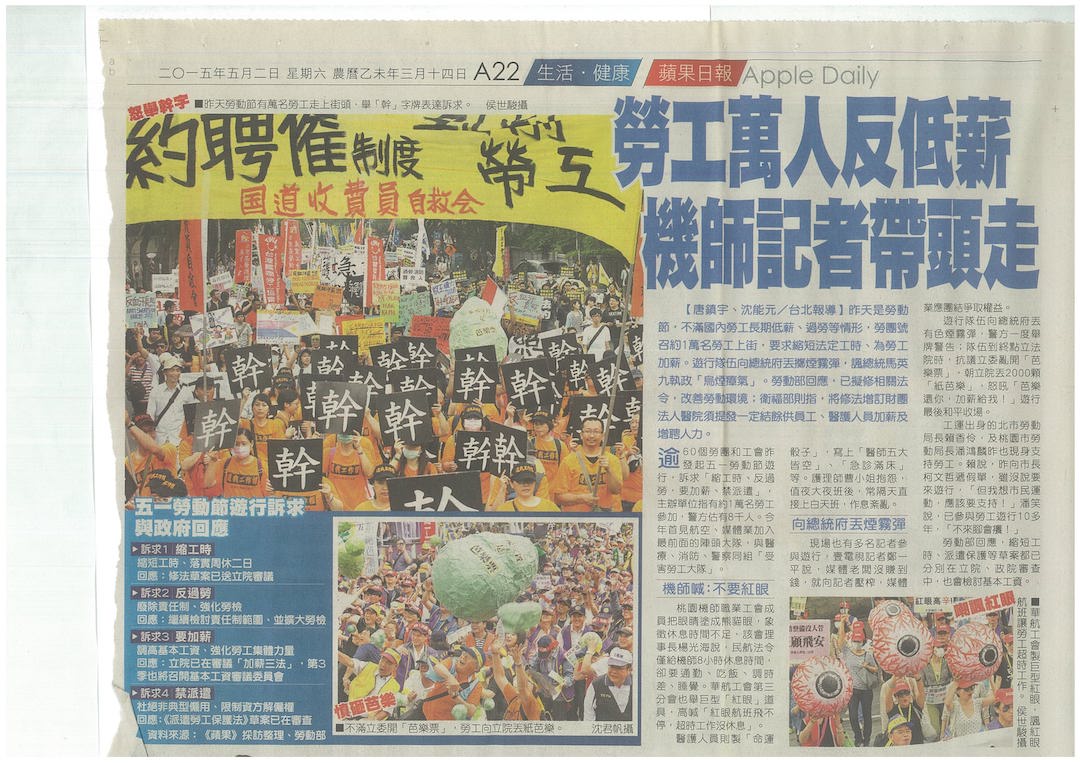 二〇一五年五月二日 星期六 農曆乙未年三月十四日 A22 生活·健康 蘋果日報 Apple Daily
怒舉幹字
■昨天勞動節有萬名勞工走上街頭，舉「幹」字牌表達訴求。 侯世駿攝
約聘僱制度
勞工
国道收費員自救会
幹
幹
幹
幹
幹
幹
幹
幹
幹
勞工萬人反低薪
機師記者帶頭走
【唐鎮宇、沈能元／台北報導】昨天是勞動
節，不滿國內勞工長期低薪、過勞等情形，勞團號
召約1萬名勞工上街，要求縮短法定工時、為勞工
加薪。遊行隊伍向總統府丟擲煙霧彈，諷總統馬英
九執政「烏煙瘴氣」。勞動部回應，已擬修相關法
令，改善勞動環境；衛福部則指，將修法增訂財團
法人醫院須提發一定結餘供員工、醫護人員加薪及
增聘人力。
逾60個勞團和工會昨
發起五一勞動節遊
行，訴求「縮工時、反過
勞、要加薪、禁派遣」，
主辦單位指有約1萬名勞工
參加，警方估有8千人。今
年首見航空、媒體業加入
最前面的陣頭大隊，與醫
療、消防、警察同組「受
害勞工大隊」。
機師喊：不要紅眼
桃園機師職業工會成
員把眼睛塗成熊貓眼，象
徵休息時間不足，該會理
事長楊光海說，民航法令
僅給機師8小時休息時間，
卻要通勤、吃飯、調時
差、睡覺。華航工會第三
分會也舉巨型「紅眼」道
具，高喊「紅眼航班飛不
停，超時工作沒休息」。
醫護人員則製「命運
骰子」，寫上「醫師五大
皆空」、「急診滿床」
等。護理師曹小姐抱怨，
值夜大夜班後，常隔天直
接上白天班，作息紊亂。
向總統府丟煙霧彈
現場也有多名記者參
與遊行，壹電視記者鄭一
平說，媒體老闆沒賺到
錢，就向記者壓榨，媒體
業應團結爭取權益。
遊行隊伍向總統府丟
有色煙霧彈，警方一度舉
牌警告；隊伍到終點立法
院時，抗議立委亂開「芭
樂票」，朝立院丟2000顆
「紙芭樂」，怒吼「芭樂
還你，加薪給我！」遊行
最後和平收場。
工運出身的北市勞動
局長賴香伶，及桃園市勞
動局長潘鴻麟昨也現身支
持勞工。賴說，昨向市長
柯文哲遞假單，雖沒說要
來遊行，「但我想市民運
動，應該要支持！」潘笑
說，已參與勞工遊行10多
年，「不來腳會癢！」
勞動部回應，縮短工
時、派遣保護等草案都已
分別在立院、政院審查
中，也會檢討基本工資。
五一勞動節遊行訴求
與政府回應
▶訴求1 縮工時
縮短工時、落實周休二日
回應：修法草案已送立院審議
▶訴求2 反過勞
廢除責任制、強化勞檢
回應：繼續檢討責任制範圍，並擴大勞檢
▶訴求3 要加薪
調高基本工資、強化勞工集體力量
回應：立院已在審議「加薪三法」，第3
季也將召開基本工資審議委員會
▶訴求4 禁派遣
杜絕非典型僱用、限制資方解僱權
回應：《派遣勞工保護法》草案已在審查
資料來源：《蘋果》採訪整理、勞動部
芭樂票
憤砸芭樂
■不滿立委開「芭樂票」，勞工向立院丟紙芭樂。 沈君帆攝
顧飛安
嘲諷紅眼
■華航工會製巨型紅眼，諷紅眼
航班讓勞工超時工作。侯世駿攝